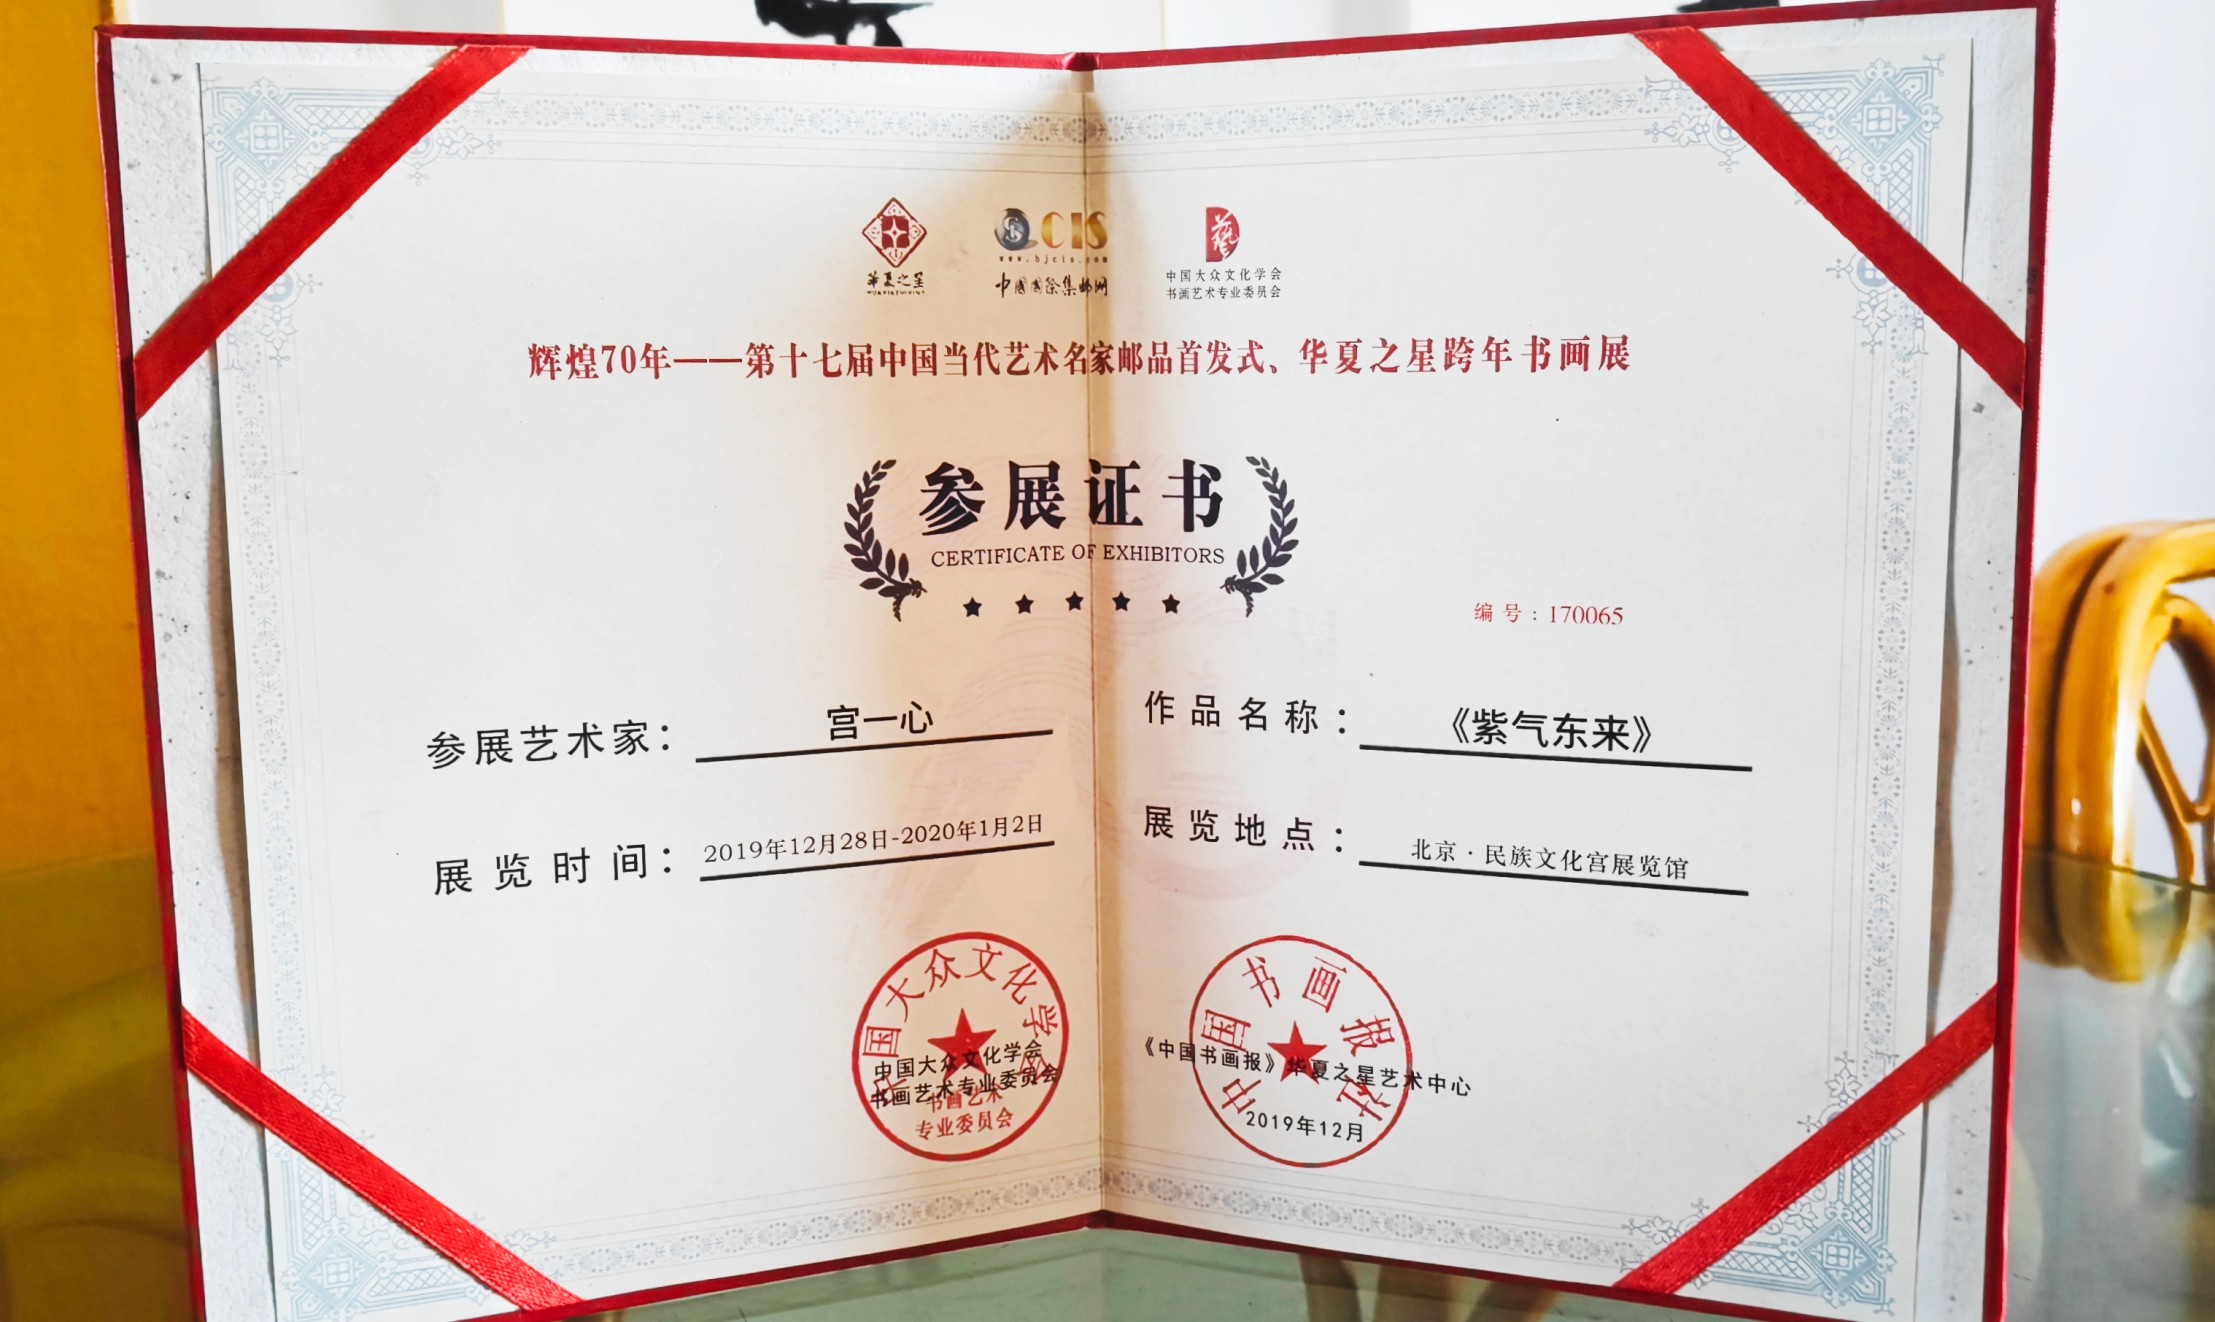 華夏之星
HUAXIAZHIXING
CIS
www.bjcis.com
中國國際集邮网
藝
中国大众文化学会
书画艺术专业委员会
辉煌70年——第十七届中国当代艺术名家邮品首发式、华夏之星跨年书画展
参展证书
CERTIFICATE OF EXHIBITORS
编号：170065
参展艺术家：宫一心
作品名称：《紫气东来》
展览时间：2019年12月28日-2020年1月2日
展览地点：北京·民族文化宫展览馆
中国大众文化学会
书画艺术
专业委员会
中国大众文化学会
书画艺术专业委员会
中国书画报社
《中国书画报》华夏之星艺术中心
2019年12月